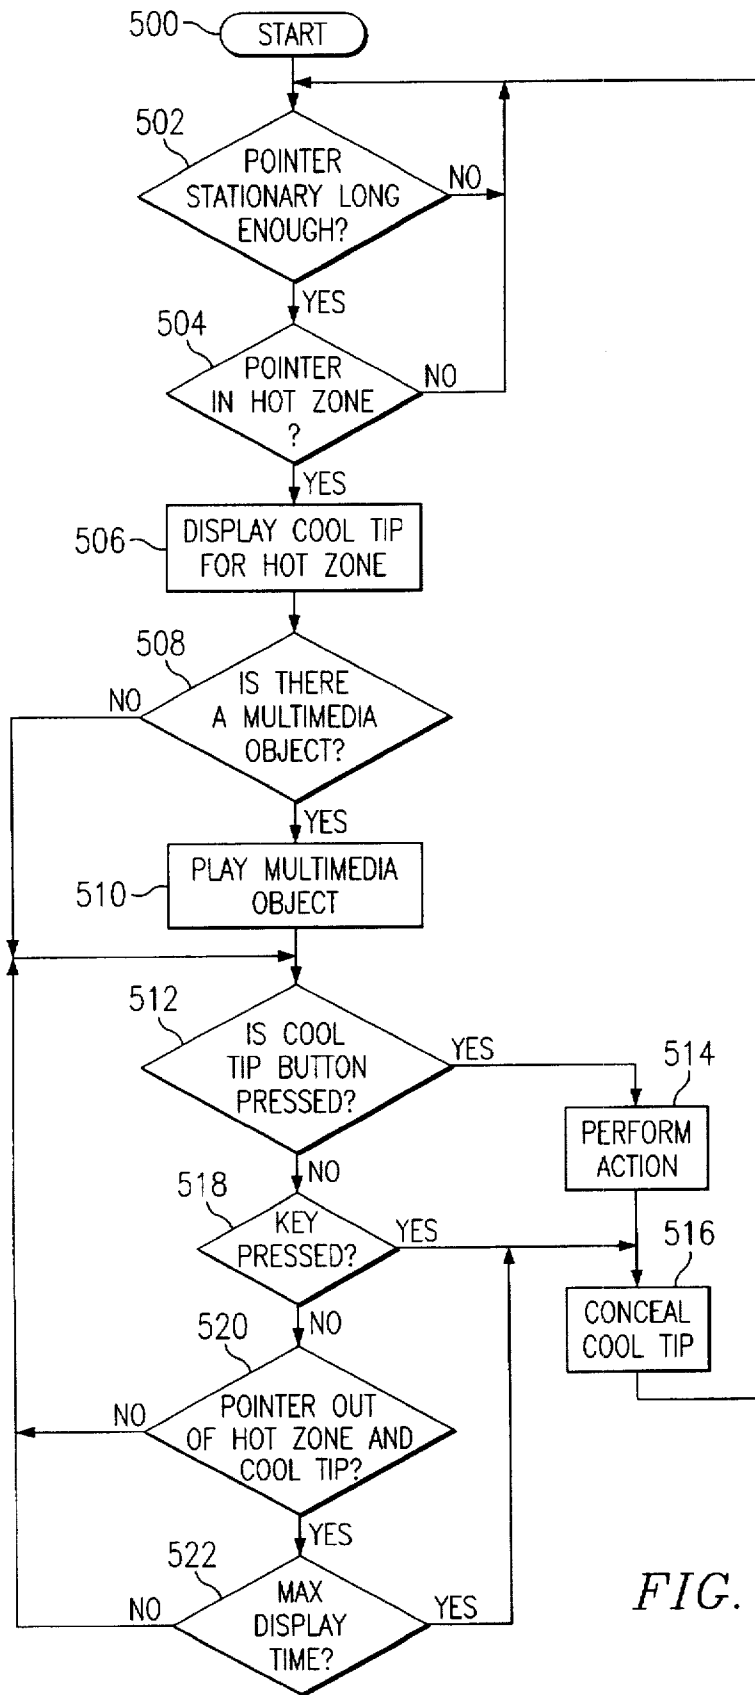 500
START
502
POINTER
STATIONARY LONG
ENOUGH?
NO
YES
504
POINTER
IN HOT ZONE
?
NO
YES
506
DISPLAY COOL TIP
FOR HOT ZONE
508
IS THERE
A MULTIMEDIA
OBJECT?
NO
YES
510
PLAY MULTIMEDIA
OBJECT
512
IS COOL
TIP BUTTON
PRESSED?
YES
514
PERFORM
ACTION
NO
518
KEY
PRESSED?
YES
516
CONCEAL
COOL TIP
NO
520
POINTER OUT
OF HOT ZONE AND
COOL TIP?
NO
YES
522
MAX
DISPLAY
TIME?
NO
YES
FIG.